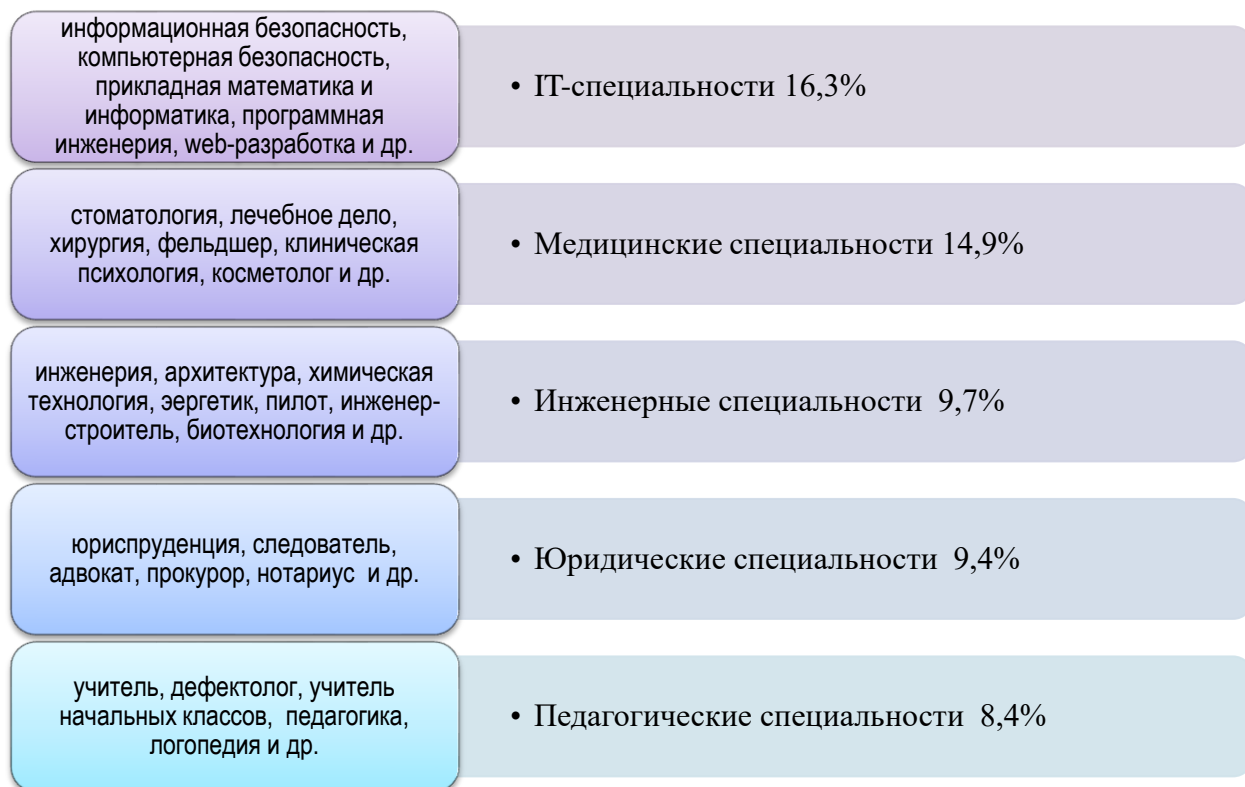 информационная безопасность,
компьютерная безопасность,
прикладная математика и
информатика, программная
инженерия, web-разработка и др.
• IT-специальности 16,3%
стоматология, лечебное дело,
хирургия, фельдшер, клиническая
психология, косметолог и др.
• Медицинские специальности 14,9%
инженерия, архитектура, химическая
технология, эергетик, пилот, инженер-
строитель, биотехнология и др.
• Инженерные специальности 9,7%
юриспруденция, следователь,
адвокат, прокурор, нотариус и др.
• Юридические специальности 9,4%
учитель, дефектолог, учитель
начальных классов, педагогика,
логопедия и др.
• Педагогические специальности 8,4%